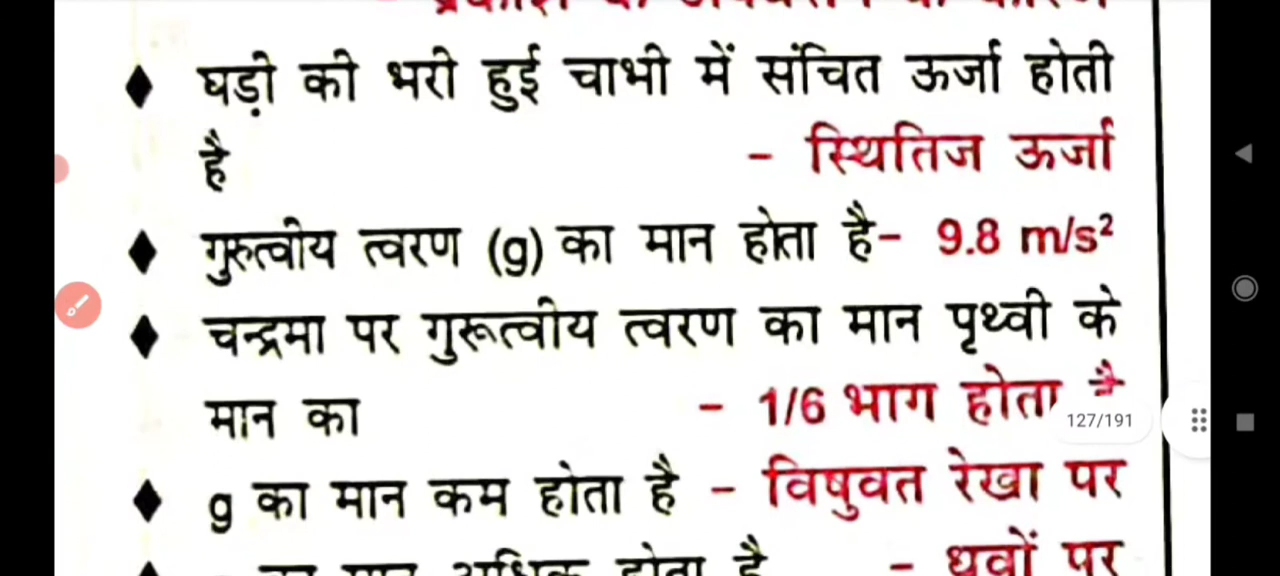 ♦ घड़ी की भरी हुई चाभी में संचित ऊर्जा होती
है - स्थितिज ऊर्जा
♦ गुरुत्वीय त्वरण (g) का मान होता है- 9.8 m/s²
♦ चन्द्रमा पर गुरूत्वीय त्वरण का मान पृथ्वी के
मान का - 1/6 भाग होता है
127/191
♦ g का मान कम होता है - विषुवत रेखा पर
होता है - ध्रुवों पर